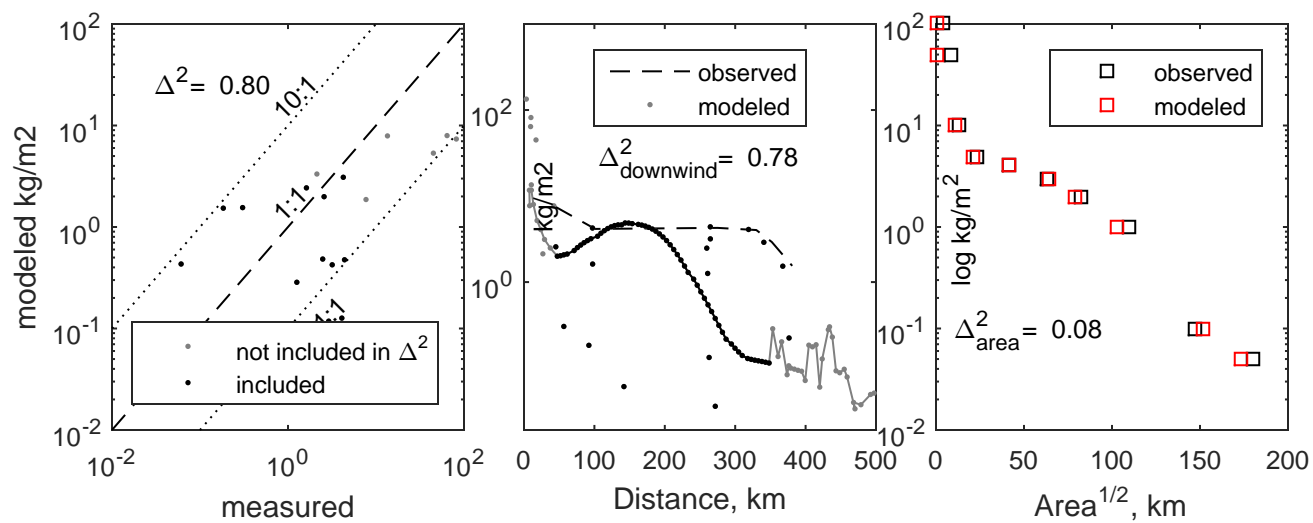 modeled kg/m2
10^2
10^1
10^0
10^-1
10^-2
Δ^2= 0.80
10:1
1:1
not included in Δ^2
included
10^-2
10^0
10^2
measured
10^2
10^0
kg/m2
observed
modeled
Δ^2_downwind= 0.78
0
100
200
300
400
500
Distance, km
10^2
10^1
10^0
10^-1
10^-2
log kg/m^2
observed
modeled
Δ^2_area= 0.08
0
50
100
150
200
Area^1/2, km